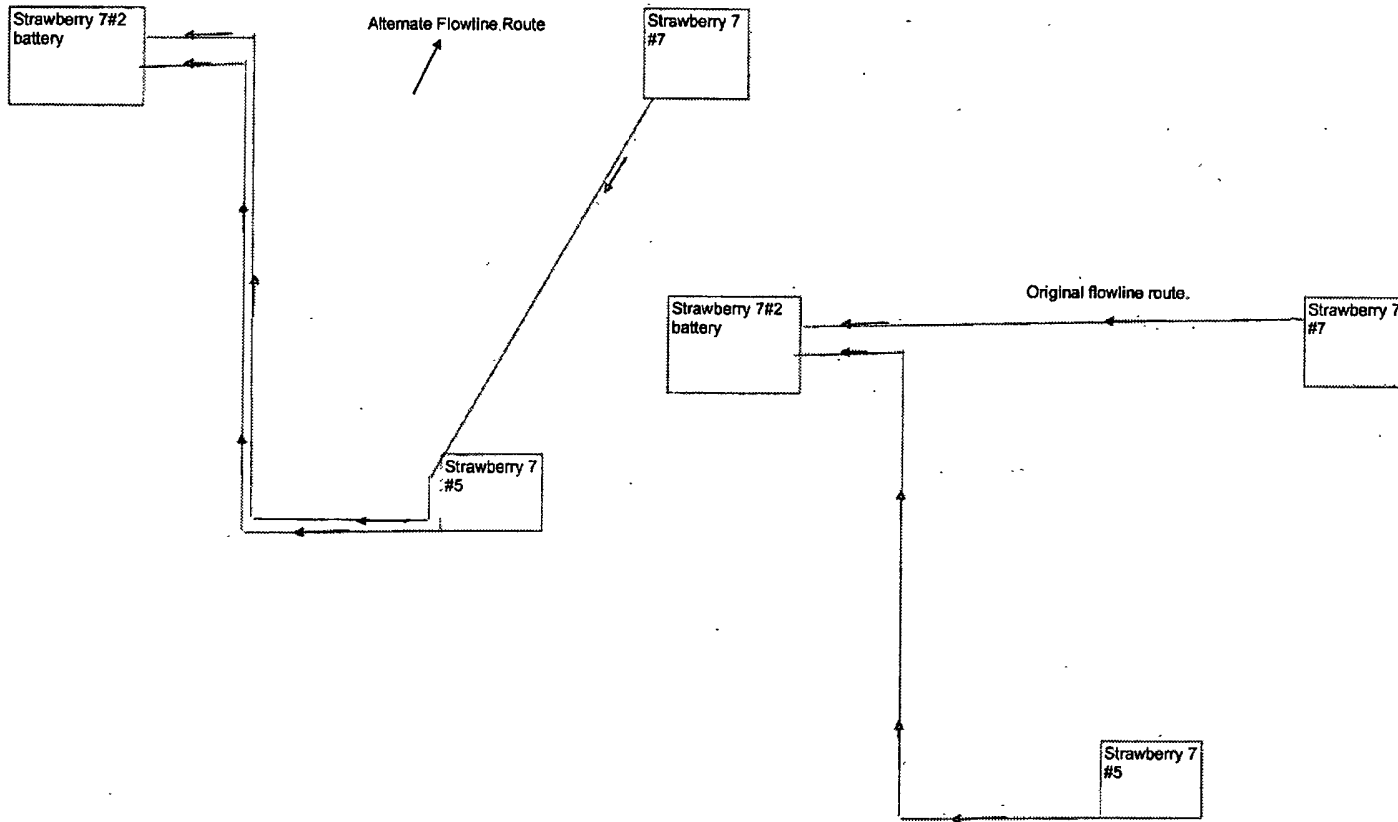 Strawberry 7#2
battery
Alternate Flowline Route
Strawberry 7
#7
Strawberry 7
#5
Strawberry 7#2
battery
Original flowline route.
Strawberry 7
#7
Strawberry 7
#5